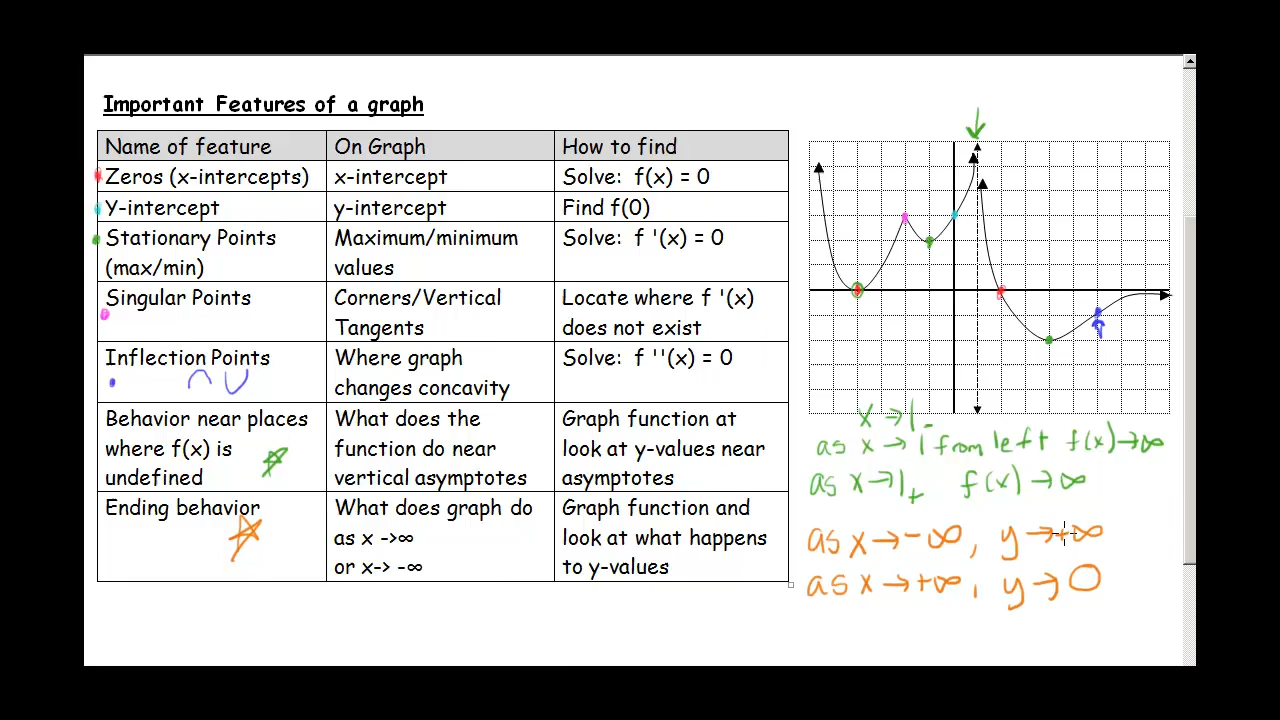 Important Features of a graph
Name of feature On Graph How to find
Zeros (x-intercepts) x-intercept Solve: f(x) = 0
Y-intercept y-intercept Find f(0)
Stationary Points Maximum/minimum Solve: f '(x) = 0
(max/min) values
Singular Points Corners/Vertical Locate where f '(x)
Tangents does not exist
Inflection Points Where graph Solve: f ''(x) = 0
changes concavity
Behavior near places What does the Graph function at
where f(x) is function do near look at y-values near
undefined vertical asymptotes asymptotes
Ending behavior What does graph do Graph function and
as x ->∞ look at what happens
or x-> -∞ to y-values
x→1-
as x→1 from left f(x)→∞
as x→1+ f(x)→∞
as x→-∞, y→+∞
as x→+∞, y→0